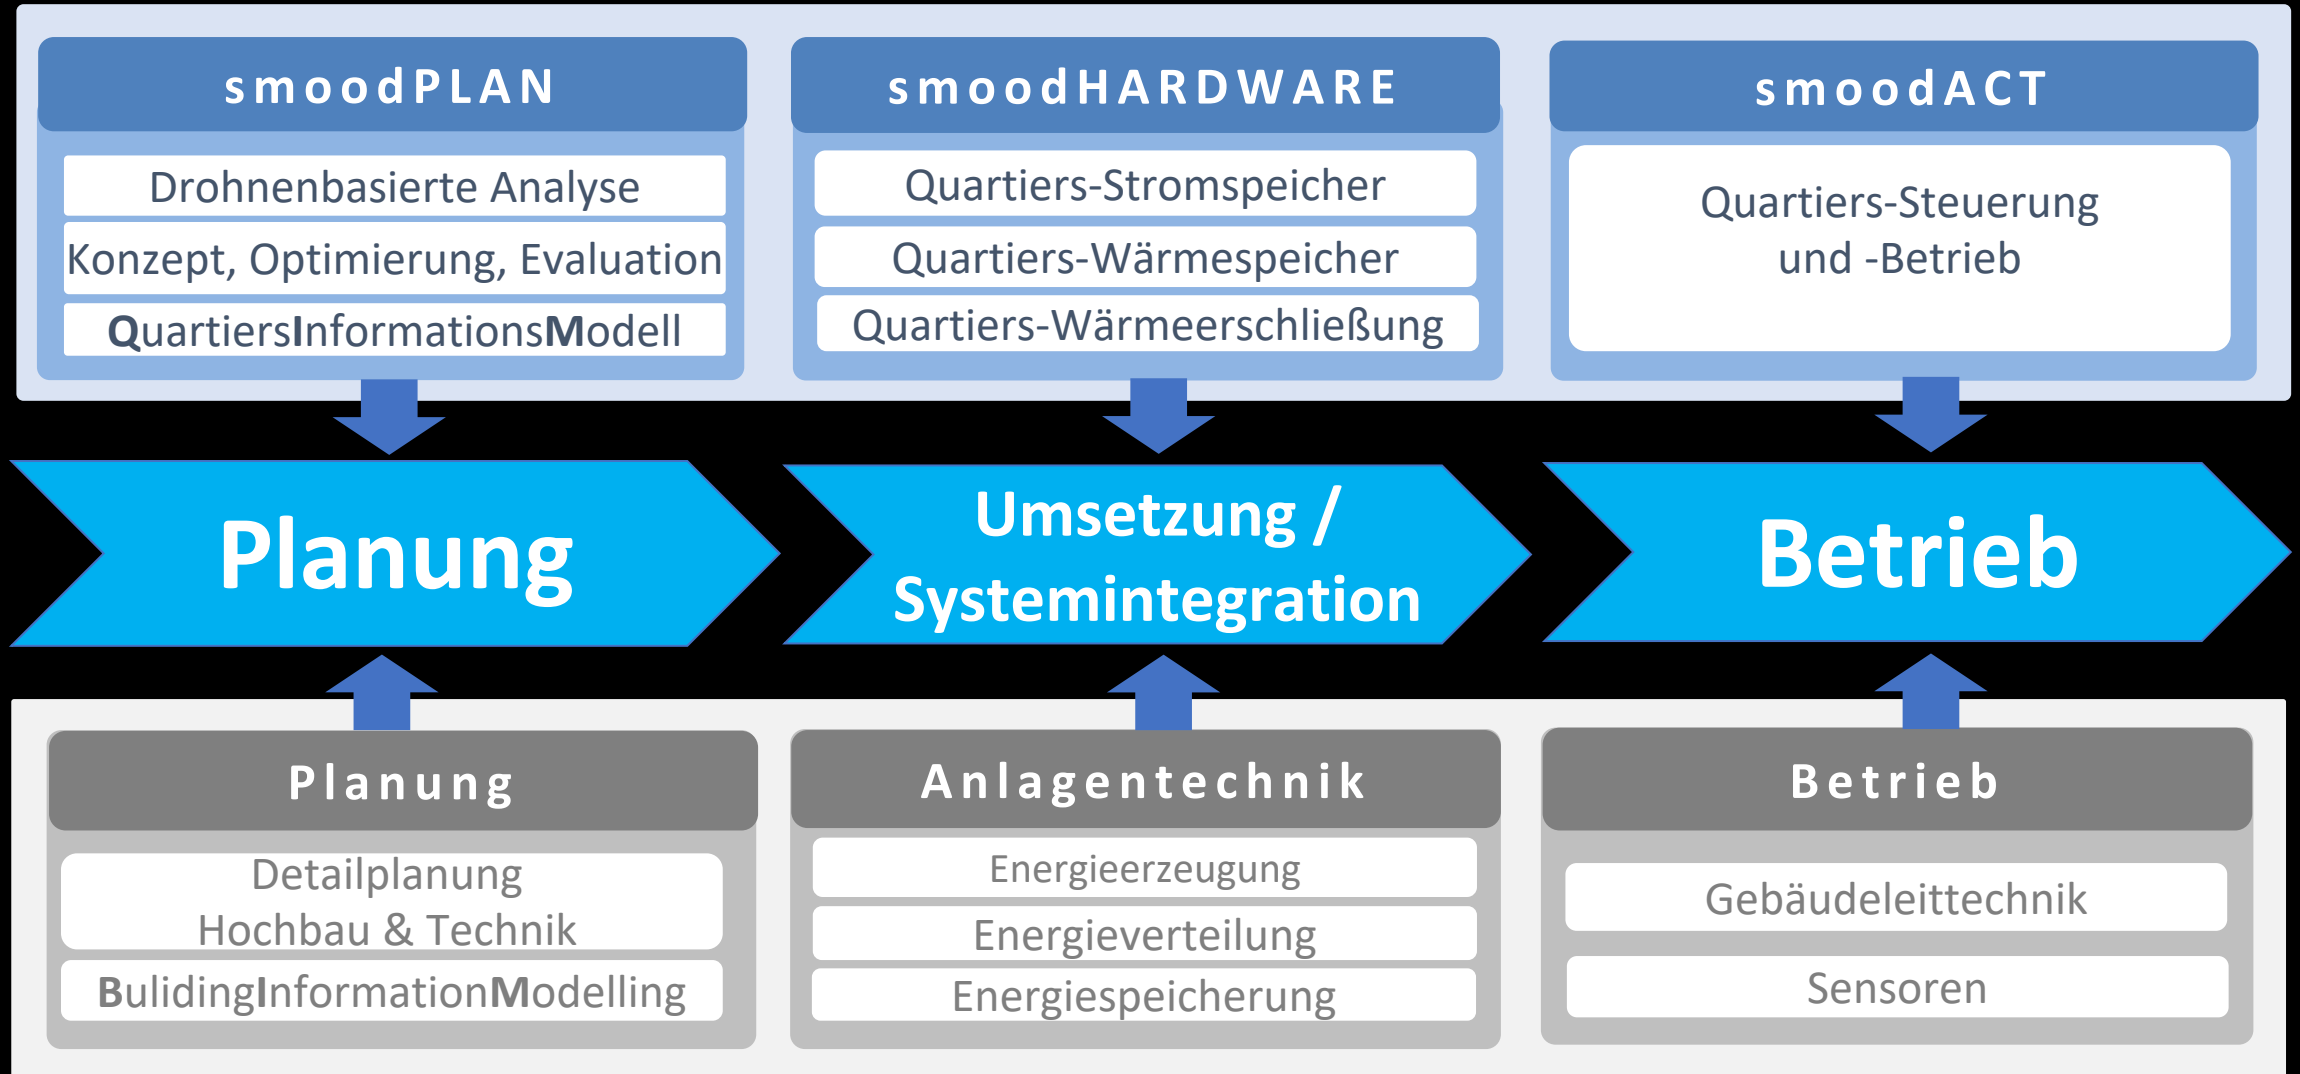 smoodPLAN
Drohnenbasierte Analyse
Konzept, Optimierung, Evaluation
QuartiersInformationsModell
smoodHARDWARE
Quartiers-Stromspeicher
Quartiers-Wärmespeicher
Quartiers-Wärmeerschließung
smoodACT
Quartiers-Steuerung
und -Betrieb
Planung
Umsetzung /
Systemintegration
Betrieb
Planung
Detailplanung
Hochbau & Technik
BulidingInformationModelling
Anlagentechnik
Energieerzeugung
Energieverteilung
Energiespeicherung
Betrieb
Gebäudeleittechnik
Sensoren